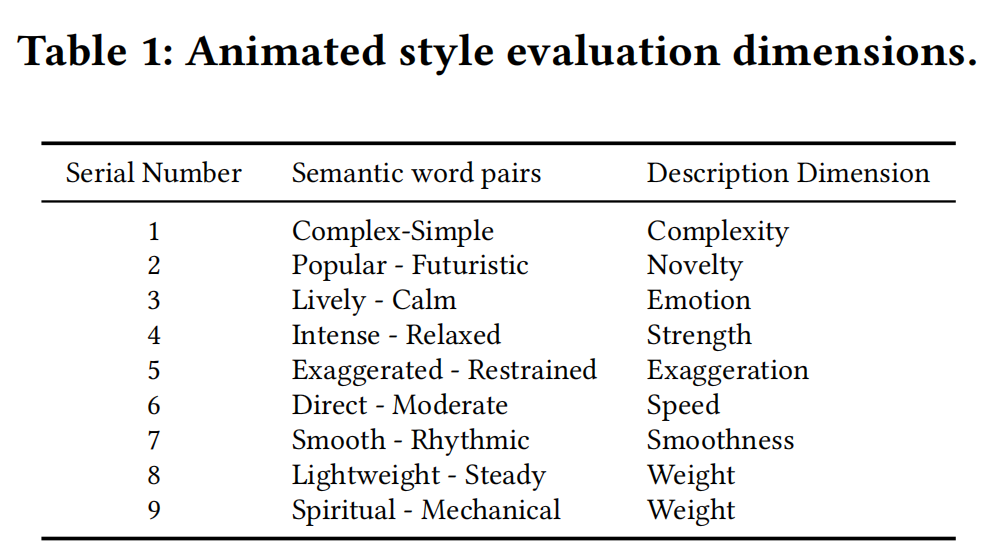 Table 1: Animated style evaluation dimensions.
Serial Number Semantic word pairs Description Dimension
1 Complex-Simple Complexity
2 Popular - Futuristic Novelty
3 Lively - Calm Emotion
4 Intense - Relaxed Strength
5 Exaggerated - Restrained Exaggeration
6 Direct - Moderate Speed
7 Smooth - Rhythmic Smoothness
8 Lightweight - Steady Weight
9 Spiritual - Mechanical Weight